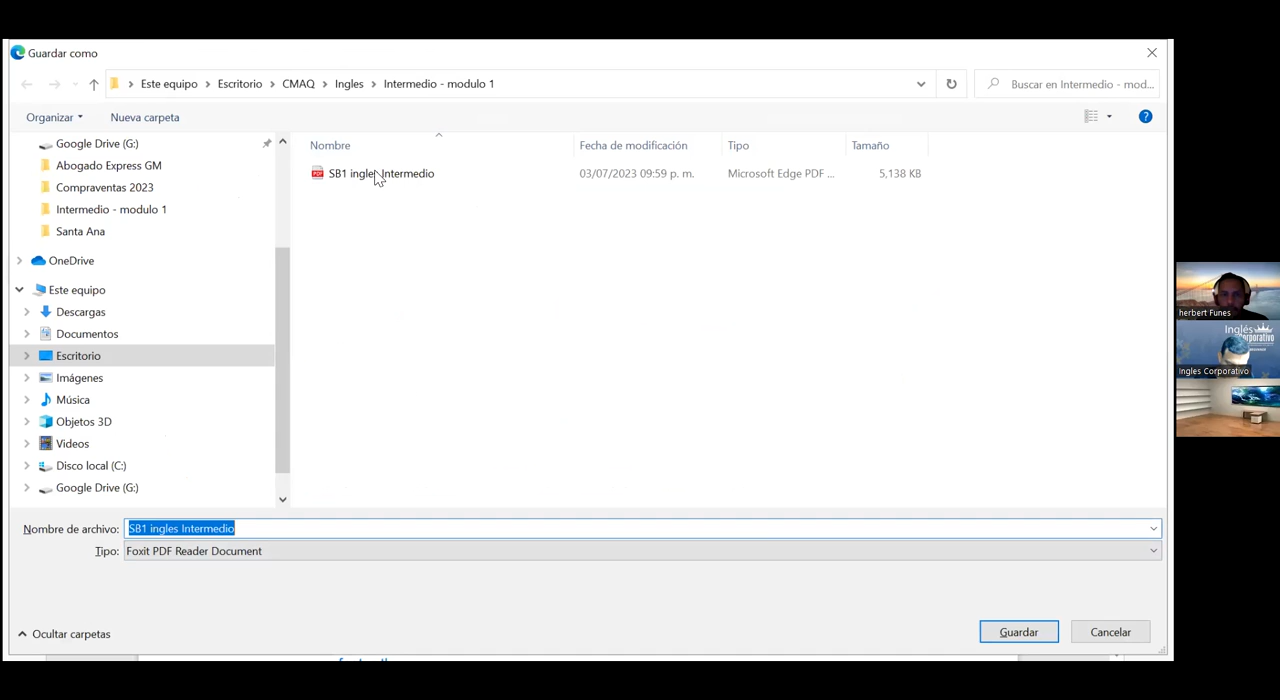 Guardar como
Este equipo > Escritorio > CMAQ > Ingles > Intermedio - modulo 1
Buscar en Intermedio - mod...
Organizar
Nueva carpeta
Google Drive (G:)
Abogado Express GM
Compraventas 2023
Intermedio - modulo 1
Santa Ana
OneDrive
Este equipo
Descargas
Documentos
Escritorio
Imágenes
Música
Objetos 3D
Videos
Disco local (C:)
Google Drive (G:)
Nombre
Fecha de modificación
Tipo
Tamaño
PDF
SB1 ingles Intermedio
03/07/2023 09:59 p. m.
Microsoft Edge PDF ...
5,138 KB
Nombre de archivo: SB1 ingles Intermedio
Tipo: Foxit PDF Reader Document
Ocultar carpetas
Guardar
Cancelar
herbert Funes
Inglés
Corporativo
Ingles Corporativo